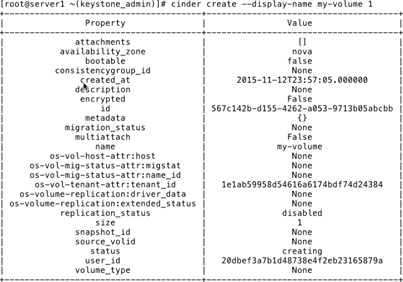 [root@server1 ~(keystone_admin)]# cinder create --display-name my-volume 1
Property | Value
attachments | []
availability_zone | nova
bootable | false
consistencygroup_id | None
created_at | 2015-11-12T23:57:05.000000
description | None
encrypted | False
id | 567c142b-d155-4262-a053-9713b05abcbb
metadata | {}
migration_status | None
multiattach | False
name | my-volume
os-vol-host-attr:host | None
os-vol-mig-status-attr:migstat | None
os-vol-mig-status-attr:name_id | None
os-vol-tenant-attr:tenant_id | 1e1ab59958d54616a6174bdf74d24384
os-volume-replication:driver_data | None
os-volume-replication:extended_status | None
replication_status | disabled
size | 1
snapshot_id | None
source_volid | None
status | creating
user_id | 20dbef3a7b1d48738e4f2eb23165879a
volume_type | None